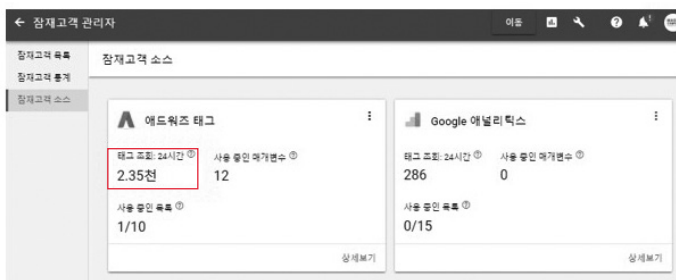 ← 잠재고객 관리자
이동
잠재고객 목록
잠재고객 통계
잠재고객 소스
잠재고객 소스
애드워즈 태그
태그 조회: 24시간
사용 중인 매개변수
2.35천
12
사용 중인 목록
1/10
상세보기
Google 애널리틱스
태그 조회: 24시간
사용 중인 매개변수
286
0
사용 중인 목록
0/15
상세보기